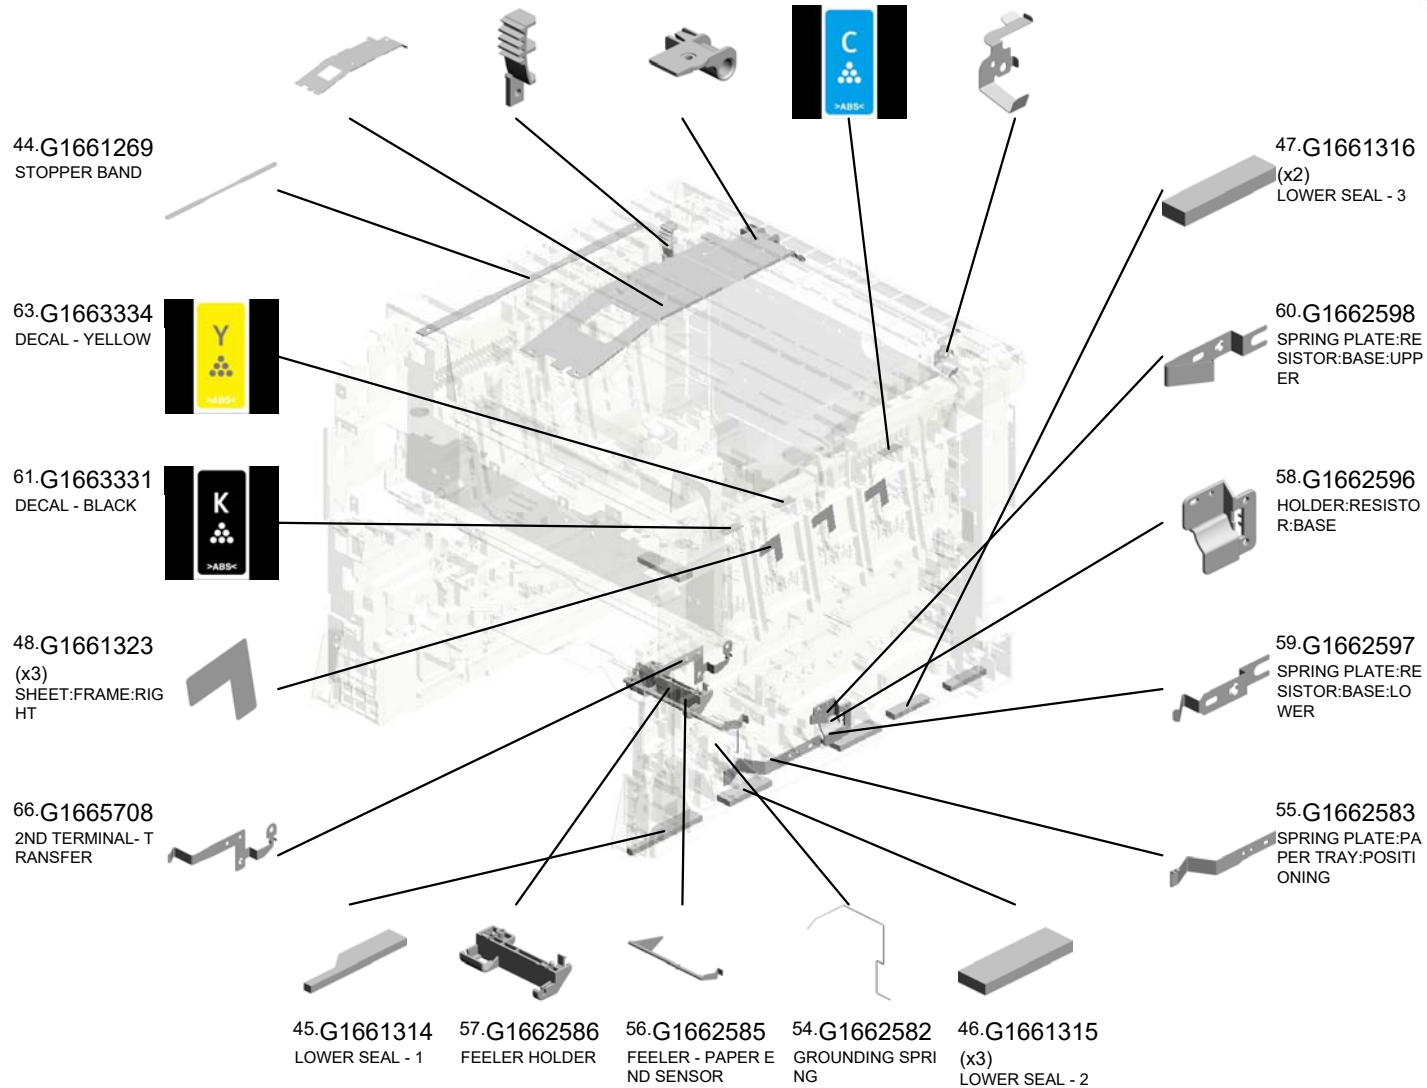 C
>ABS<
44.G1661269
STOPPER BAND
47.G1661316
(x2)
LOWER SEAL - 3
63.G1663334
DECAL - YELLOW
Y
>ABS<
60.G1662598
SPRING PLATE:RE
SISTOR:BASE:UPP
ER
61.G1663331
DECAL - BLACK
K
>ABS<
58.G1662596
HOLDER:RESISTO
R:BASE
48.G1661323
(x3)
SHEET:FRAME:RIG
HT
59.G1662597
SPRING PLATE:RE
SISTOR:BASE:LO
WER
66.G1665708
2ND TERMINAL- T
RANSFER
55.G1662583
SPRING PLATE:PA
PER TRAY:POSITI
ONING
45.G1661314
LOWER SEAL - 1
57.G1662586
FEELER HOLDER
56.G1662585
FEELER - PAPER E
ND SENSOR
54.G1662582
GROUNDING SPRI
NG
46.G1661315
(x3)
LOWER SEAL - 2